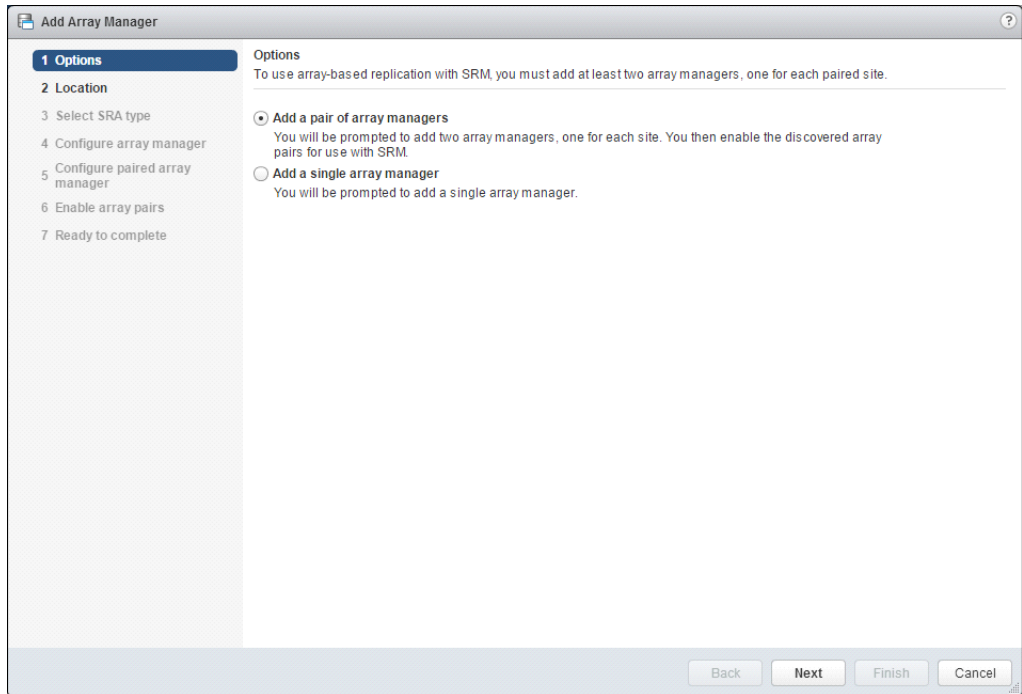 Add Array Manager
?
1 Options
2 Location
3 Select SRA type
4 Configure array manager
5 Configure paired array
manager
6 Enable array pairs
7 Ready to complete
Options
To use array-based replication with SRM, you must add at least two array managers, one for each paired site.
Add a pair of array managers
You will be prompted to add two array managers, one for each site. You then enable the discovered array
pairs for use with SRM.
Add a single array manager
You will be prompted to add a single array manager.
Back Next Finish Cancel